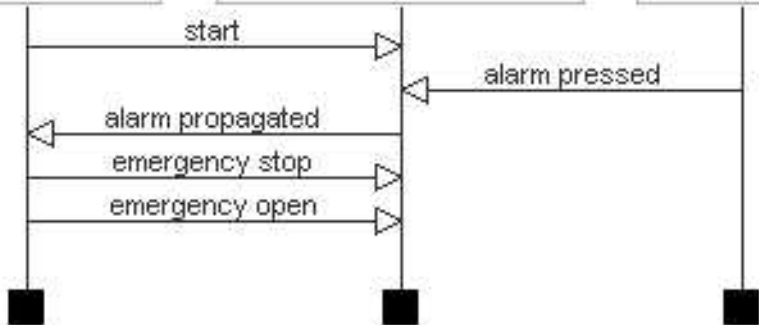 start
alarm pressed
alarm propagated
emergency stop
emergency open